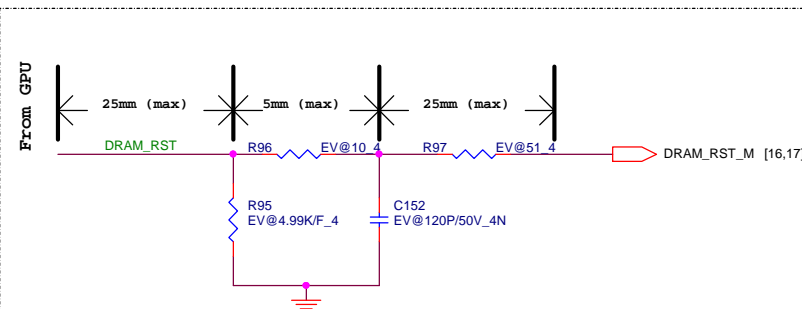 From GPU
25mm (max)
5mm (max)
25mm (max)
DRAM_RST
R96
EV@10_4
R97
EV@51_4
DRAM_RST_M [16,17]
R95
EV@4.99K/F_4
C152
EV@120P/50V_4N